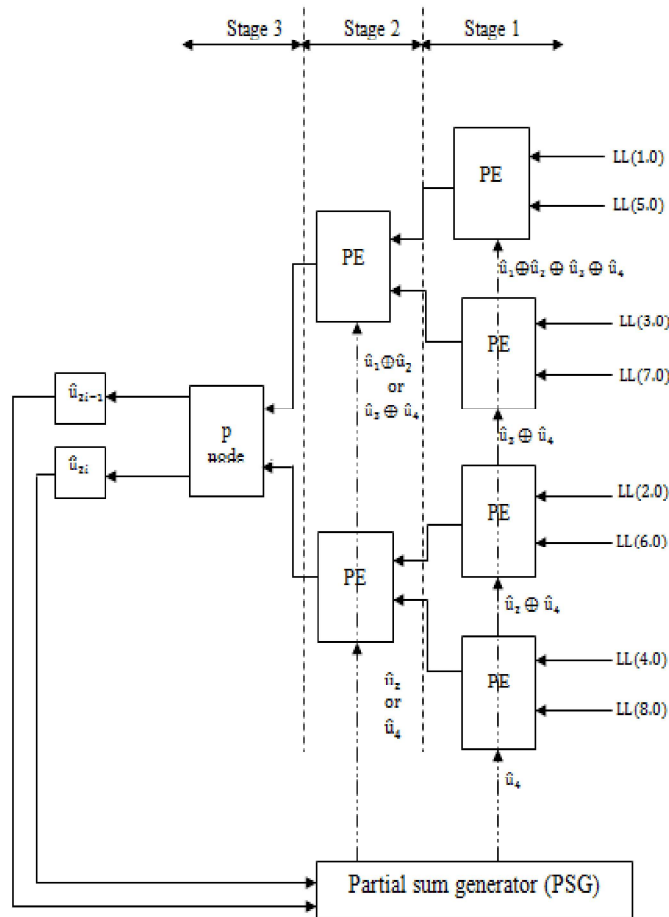 Stage 3
Stage 2
Stage 1
PE
LL(1.0)
LL(5.0)
û₁⊕û₂ ⊕ û₃ ⊕ û₄
PE
PE
LL(3.0)
LL(7.0)
û₁⊕û₂
or
û₃ ⊕ û₄
û₃ ⊕ û₄
û₂ᵢ₋₁
p
node
û₂ᵢ
PE
LL(2.0)
LL(6.0)
PE
û₂ ⊕ û₄
PE
LL(4.0)
LL(8.0)
û₂
or
û₄
û₄
Partial sum generator (PSG)